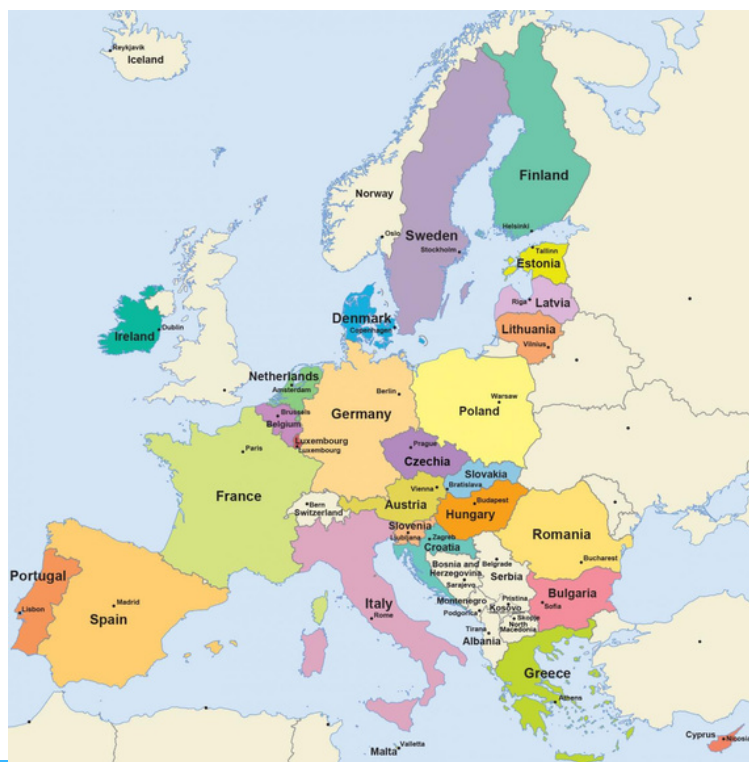 Reykjavik
Iceland
Norway
Oslo
Sweden
Stockholm
Finland
Helsinki
Tallinn
Estonia
Riga
Latvia
Lithuania
Vilnius
Denmark
Copenhagen
Dublin
Ireland
Netherlands
Amsterdam
Brussels
Belgium
Luxembourg
Luxembourg
Berlin
Germany
Warsaw
Poland
Prague
Czechia
Slovakia
Bratislava
Vienna
Austria
Budapest
Hungary
Paris
France
Bern
Switzerland
Slovenia
Ljubljana
Zagreb
Croatia
Romania
Bucharest
Bosnia and
Herzegovina
Sarajevo
Belgrade
Serbia
Montenegro
Podgorica
Pristina
Kosovo
Bulgaria
Sofia
Skopje
North
Macedonia
Tirana
Albania
Portugal
Lisbon
Madrid
Spain
Italy
Rome
Greece
Athens
Valletta
Malta
Cyprus
Nicosia